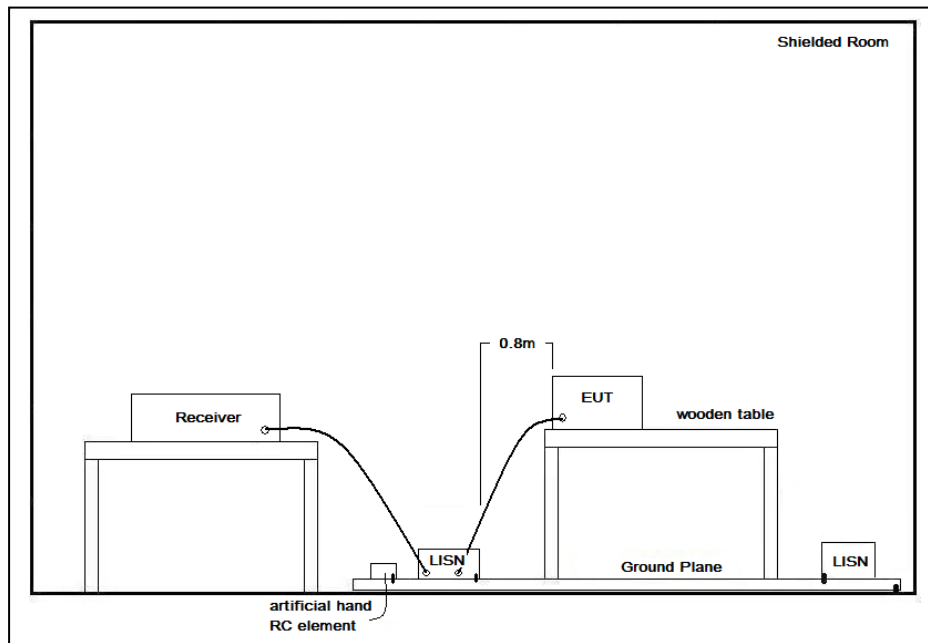 Shielded Room
0.8m
EUT
Receiver
wooden table
LISN
LISN
Ground Plane
artificial hand
RC element